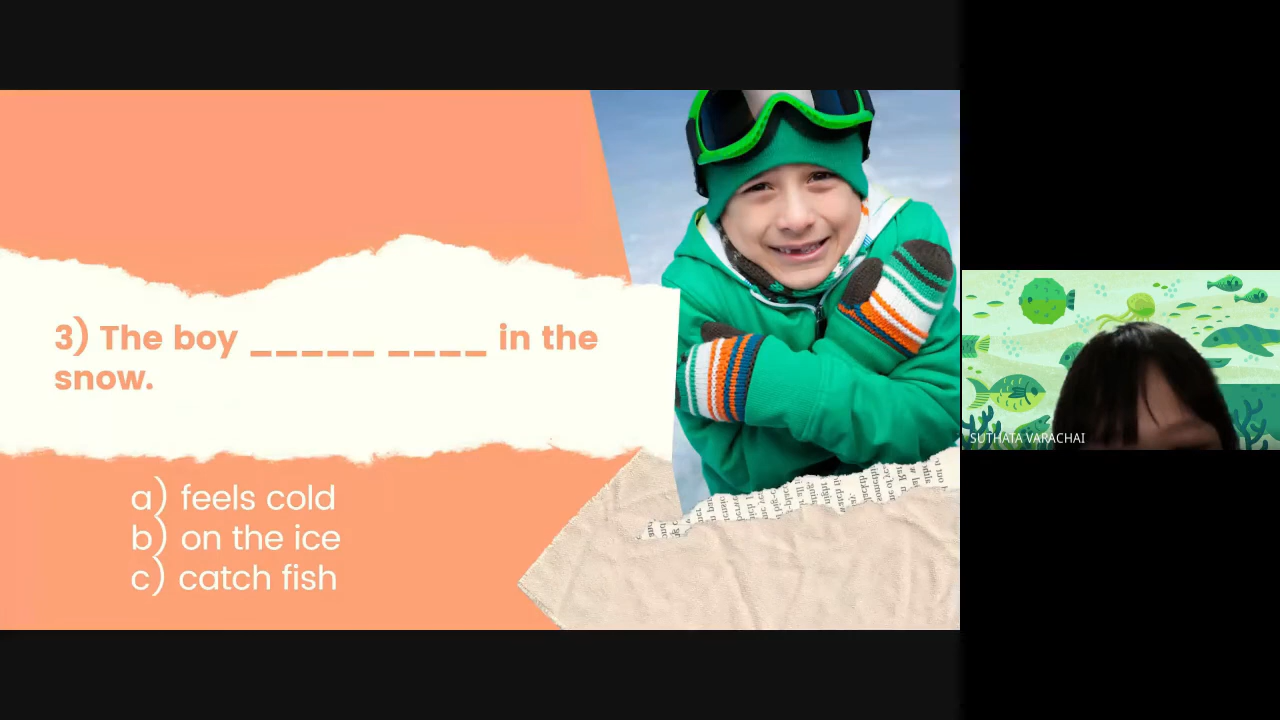 3) The boy _____ ____ in the
snow.
a) feels cold
b) on the ice
c) catch fish
SUTHATA VARACHAI